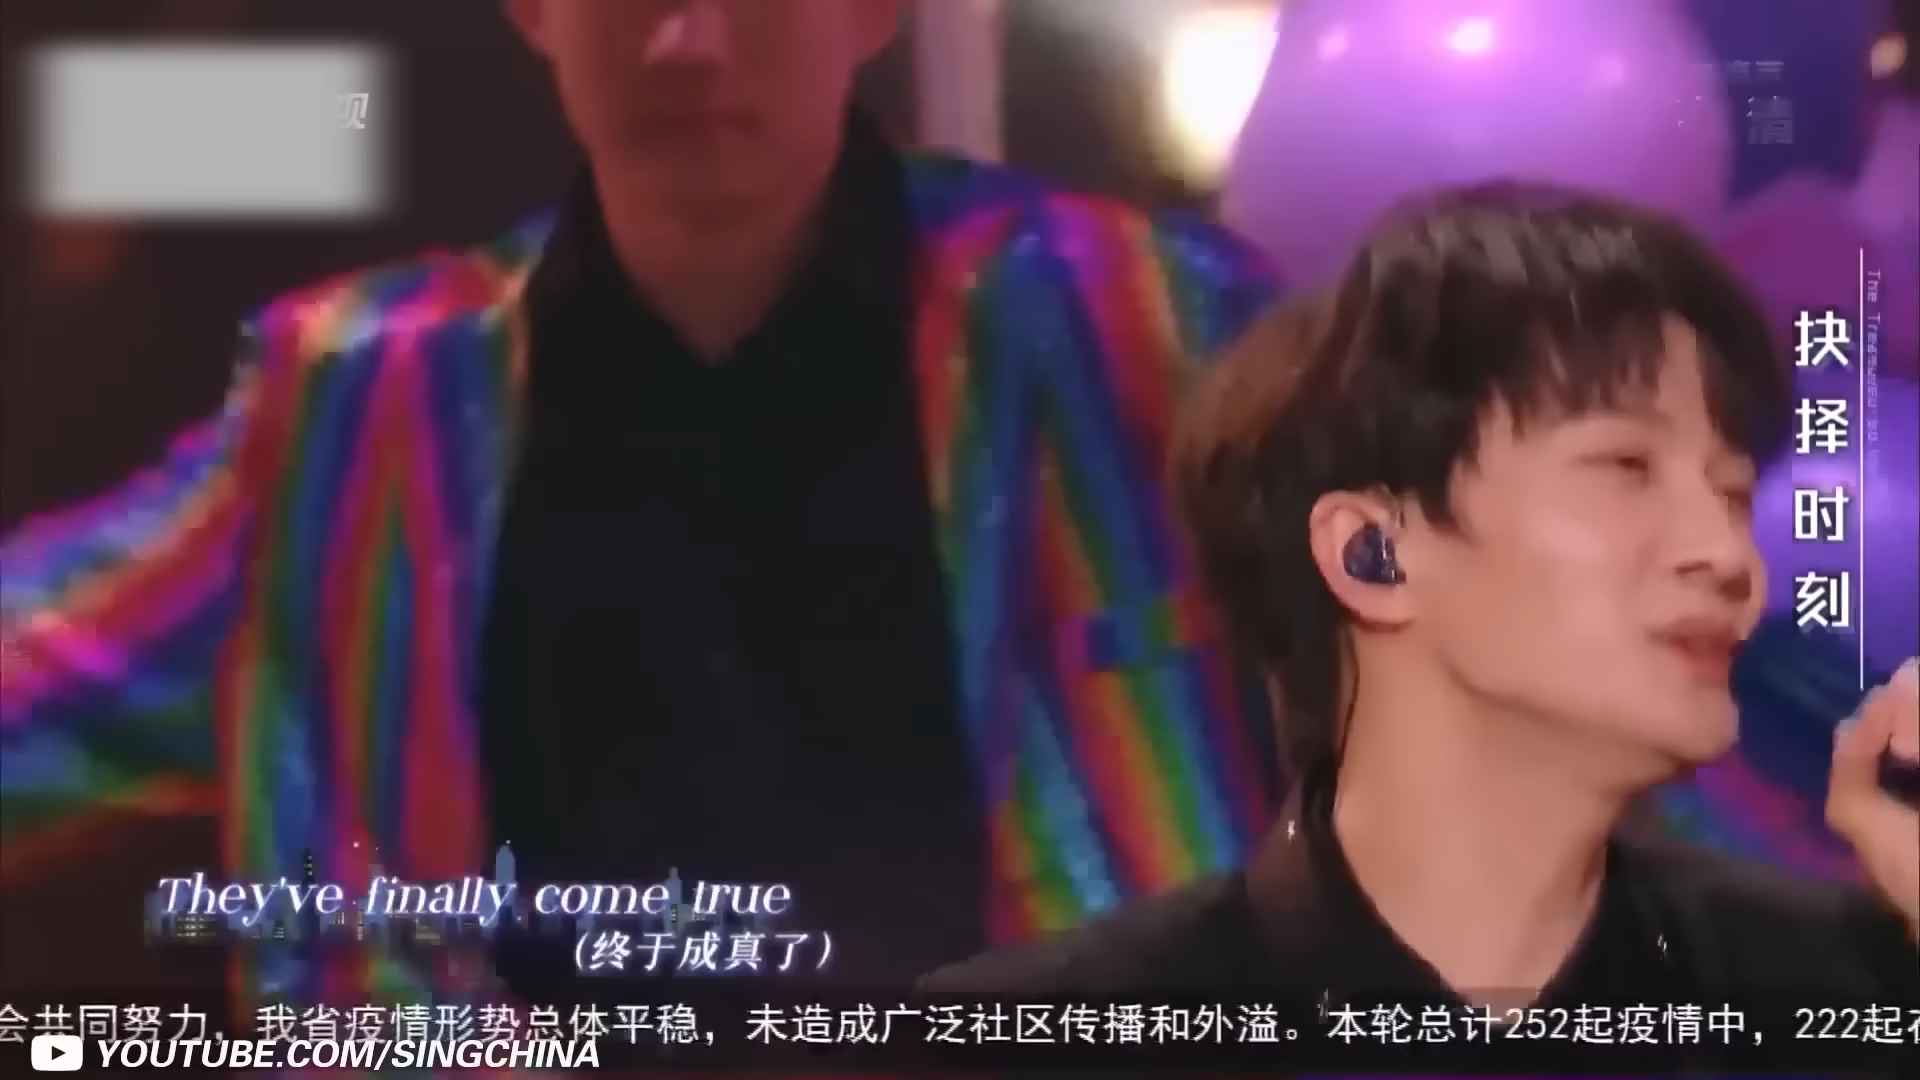 视
清
抉择时刻
They've finally come true
(终于成真了)
会共同努力，我省疫情形势总体平稳，未造成广泛社区传播和外溢。本轮总计252起疫情中，222起在
YOUTUBE.COM/SINGCHINA